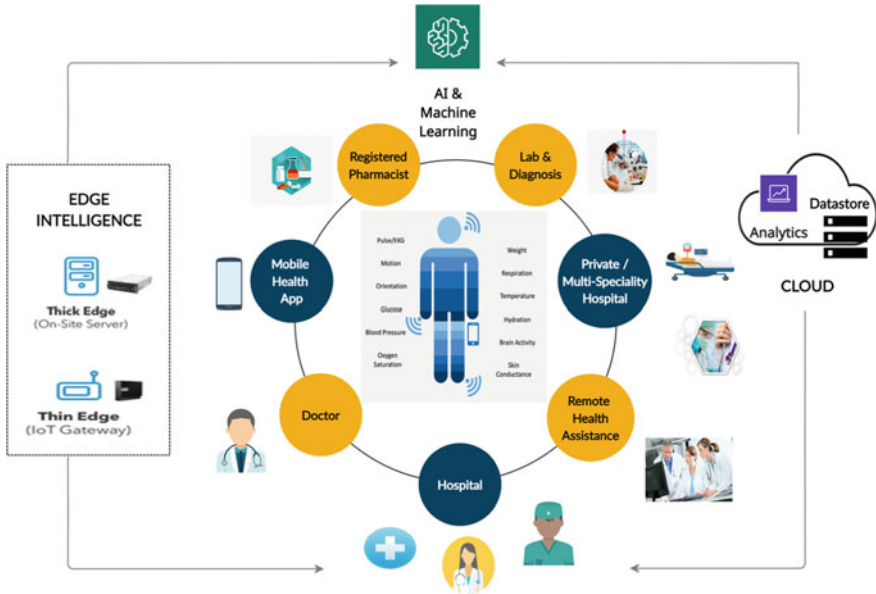 AI &
Machine
Learning
Registered
Pharmacist
Lab &
Diagnosis
EDGE
INTELLIGENCE
Thick Edge
(On-Site Server)
Thin Edge
(IoT Gateway)
Mobile
Health
App
Pulse/EKG
Motion
Orientation
Glucose
Blood Pressure
Oxygen
Saturation
Weight
Respiration
Temperature
Hydration
Brain Activity
Skin
Conductance
Private /
Multi-Speciality
Hospital
Datastore
Analytics
CLOUD
Doctor
Remote
Health
Assistance
Hospital